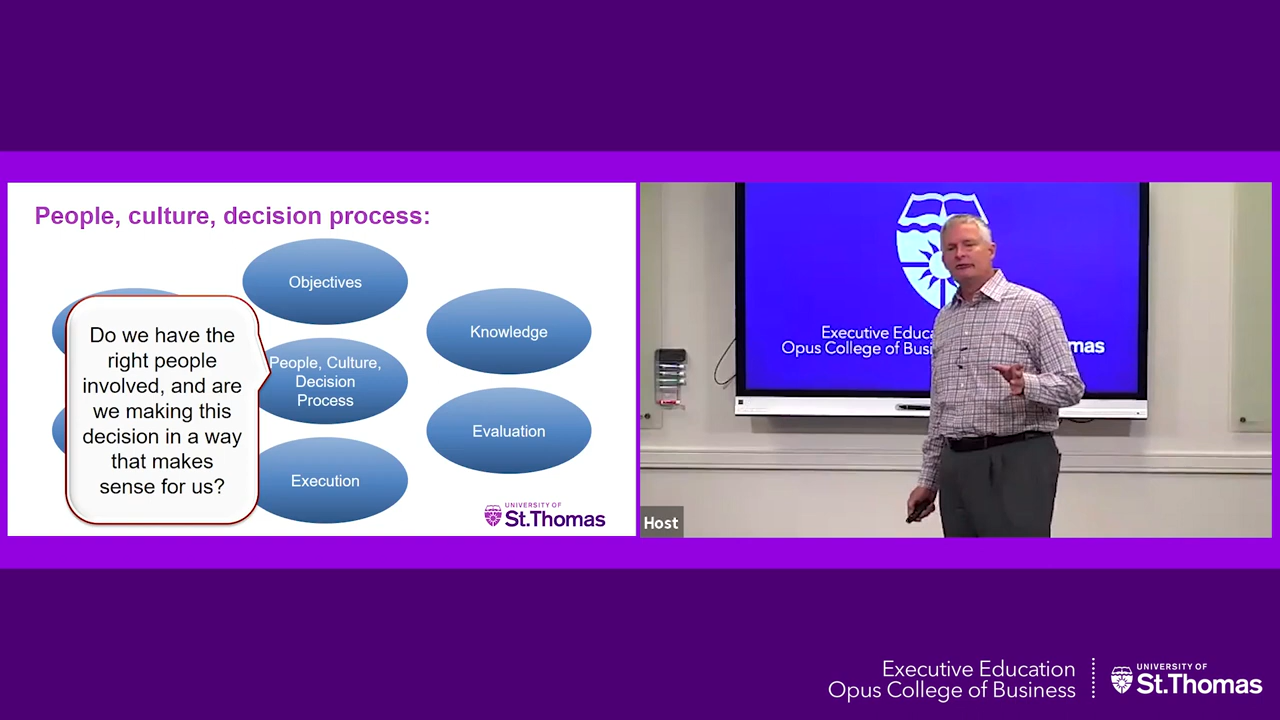 People, culture, decision process:
Objectives
Knowledge
Do we have the
right people
involved, and are
we making this
decision in a way
that makes
sense for us?
People, Culture,
Decision
Process
Evaluation
Execution
UNIVERSITY OF
St.Thomas
Executive Educa
Opus College of Busi
mas
Host
Executive Education
Opus College of Business
UNIVERSITY OF
St.Thomas